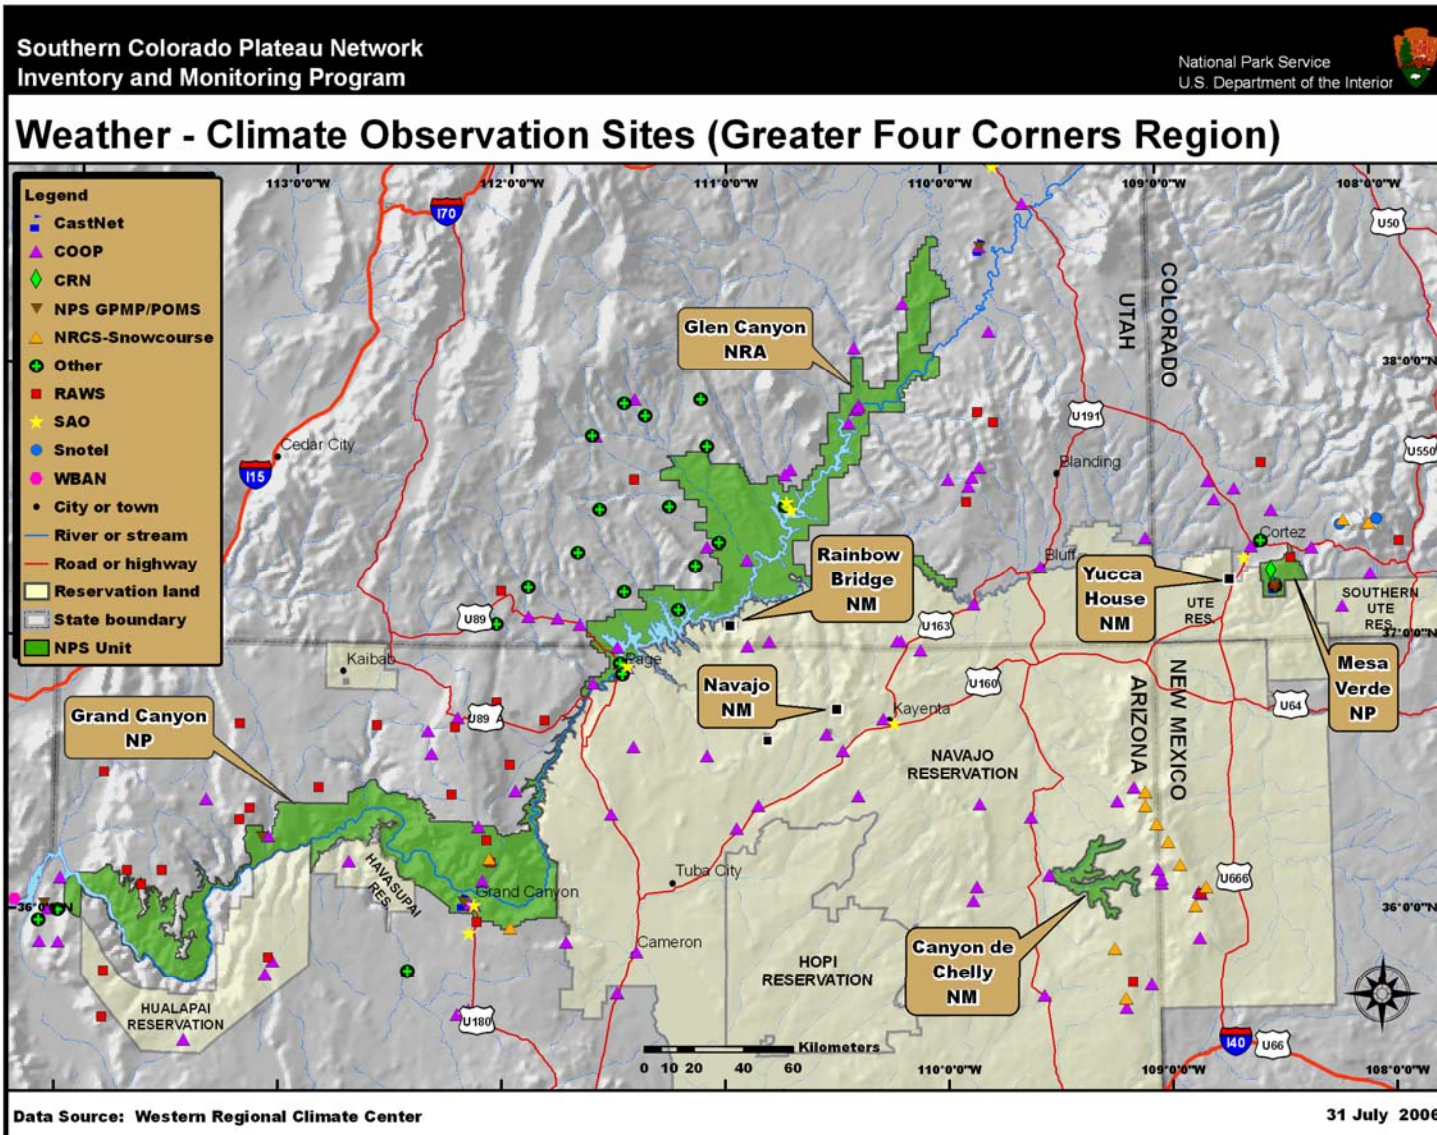 Southern Colorado Plateau Network
Inventory and Monitoring Program
National Park Service
U.S. Department of the Interior
Weather - Climate Observation Sites (Greater Four Corners Region)
Legend
CastNet
COOP
CRN
NPS GPMP/POMS
NRCS-Snowcourse
Other
RAWS
SAO
Snotel
WBAN
City or town
River or stream
Road or highway
Reservation land
State boundary
NPS Unit
113°0'0"W
112°0'0"W
111°0'0"W
110°0'0"W
109°0'0"W
108°0'0"W
I70
U50
COLORADO
UTAH
Glen Canyon
NRA
38°0'0"N
U191
Cedar City
I15
Blanding
U550
Cortez
Rainbow
Bridge
NM
Bluff
Yucca
House
NM
UTE
RES.
SOUTHERN
UTE
RES.
U89
U163
37°0'0"N
Kaibab
Page
Navajo
NM
U160
Mesa
Verde
NP
Grand Canyon
NP
U89 A
Kayenta
U64
ARIZONA
NEW MEXICO
NAVAJO
RESERVATION
HAVASUPAI
RES.
Tuba City
U666
Grand Canyon
36°0'0"N
36°0'0"N
Cameron
HOPI
RESERVATION
Canyon de
Chelly
NM
HUALAPAI
RESERVATION
U180
I40
U66
Kilometers
0 10 20 40 60
110°0'0"W
109°0'0"W
108°0'0"W
Data Source: Western Regional Climate Center
31 July 2006